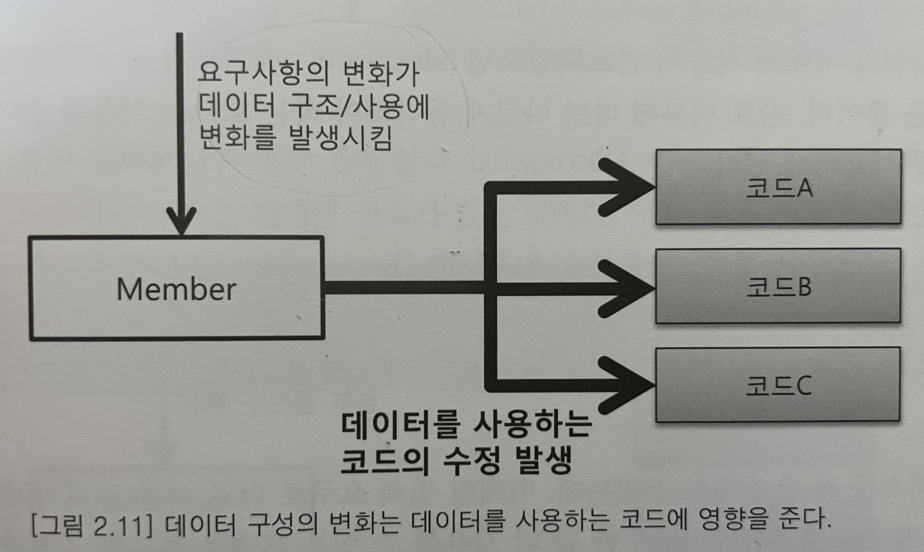 요구사항의 변화가
데이터 구조/사용에
변화를 발생시킴
Member
코드A
코드B
코드C
데이터를 사용하는
코드의 수정 발생
[그림 2.11] 데이터 구성의 변화는 데이터를 사용하는 코드에 영향을 준다.